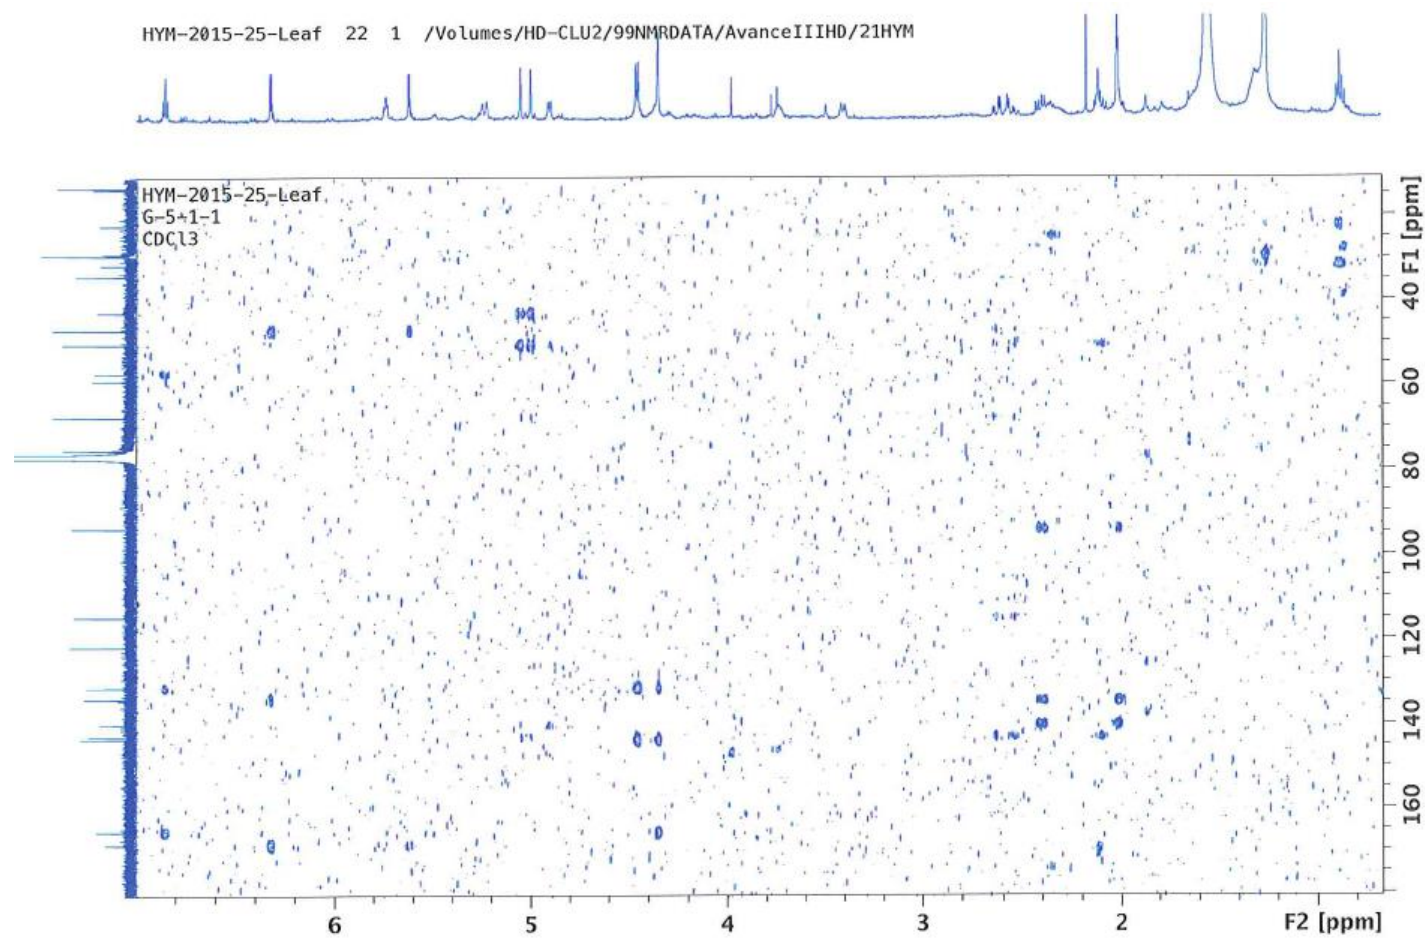 HYM-2015-25-Leaf 22 1 /Volumes/HD-CLU2/99NMRDATA/AvanceIIIHD/21HYM
HYM-2015-25-Leaf
G-5-1-1
CDCl3
F1 [ppm]
40
60
80
100
120
140
160
6
5
4
3
2
F2 [ppm]